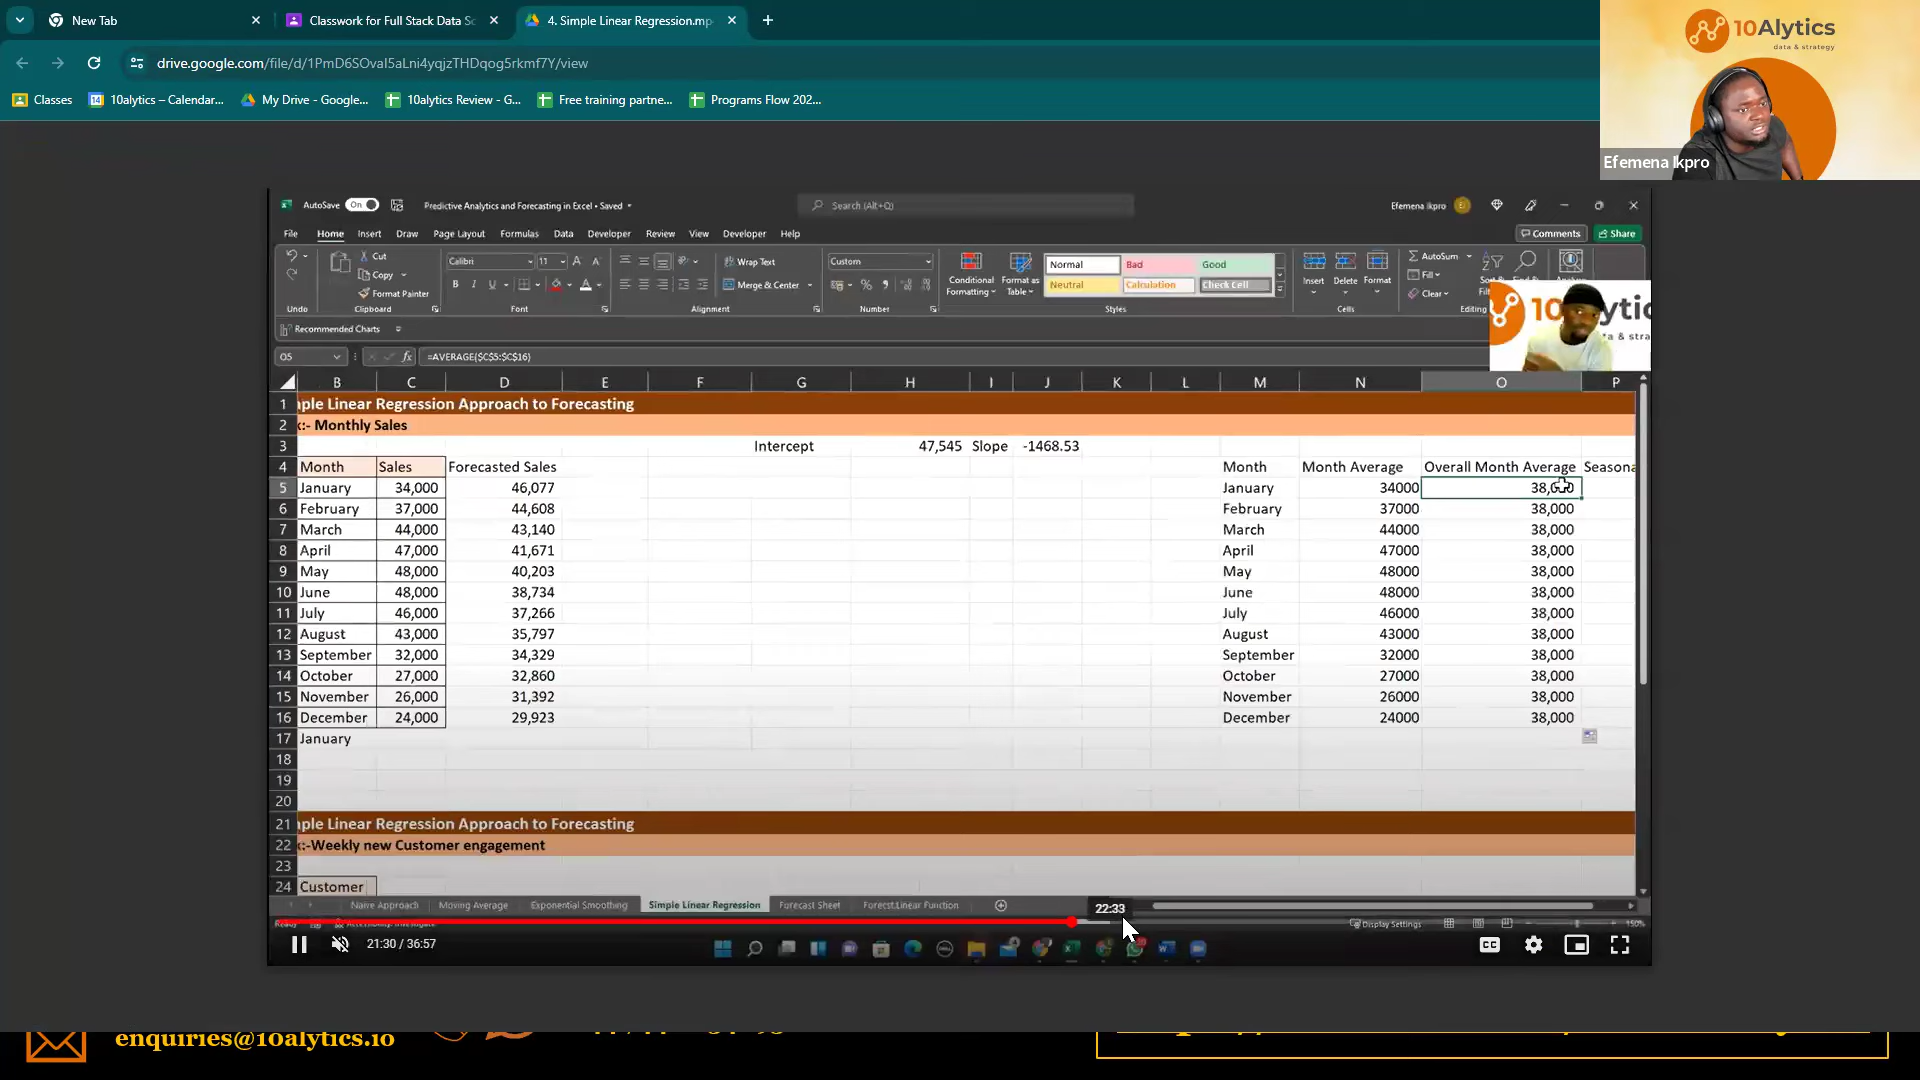 New Tab
Classwork for Full Stack Data Sc
4. Simple Linear Regression.mp
drive.google.com/file/d/1PmD6SOvaI5aLni4yqjzTHDqog5rkmf7Y/view
Classes
10alytics – Calendar...
My Drive - Google...
10alytics Review - G...
Free training partne...
Programs Flow 202...
10Alytics
data & strategy
Efemena Ikpro
AutoSave On
Predictive Analytics and Forecasting in Excel • Saved
Search (Alt+Q)
Efemena Ikpro
File Home Insert Draw Page Layout Formulas Data Developer Review View Developer Help
Comments Share
Cut
Copy
Format Painter
Calibri 11
Wrap Text
Merge & Center
Custom
Conditional Formatting
Format as Table
Normal Bad Good
Neutral Calculation Check Cell
Insert Delete Format
AutoSum
Fill
Clear
Undo Clipboard Font Alignment Number Styles Cells Editing
Recommended Charts
O5 fx =AVERAGE($C$5:$C$16)
B C D E F G H I J K L M N O P
1 ple Linear Regression Approach to Forecasting
2 :- Monthly Sales
3 Intercept 47,545 Slope -1468.53
4 Month Sales Forecasted Sales Month Month Average Overall Month Average Seasona
5 January 34,000 46,077 January 34000
6 February 37,000 44,608 February 37000 38,000
7 March 44,000 43,140 March 44000 38,000
8 April 47,000 41,671 April 47000 38,000
9 May 48,000 40,203 May 48000 38,000
10 June 48,000 38,734 June 48000 38,000
11 July 46,000 37,266 July 46000 38,000
12 August 43,000 35,797 August 43000 38,000
13 September 32,000 34,329 September 32000 38,000
14 October 27,000 32,860 October 27000 38,000
15 November 26,000 31,392 November 26000 38,000
16 December 24,000 29,923 December 24000 38,000
17 January
18
19
20
21 ple Linear Regression Approach to Forecasting
22 :-Weekly new Customer engagement
23
24 Customer
Naive Approach Moving Average Exponential Smoothing Simple Linear Regression Forecast Sheet Forecst.Linear Function
22:33
Display Settings 150%
21:30 / 36:57
CC
enquiries@10alytics.io